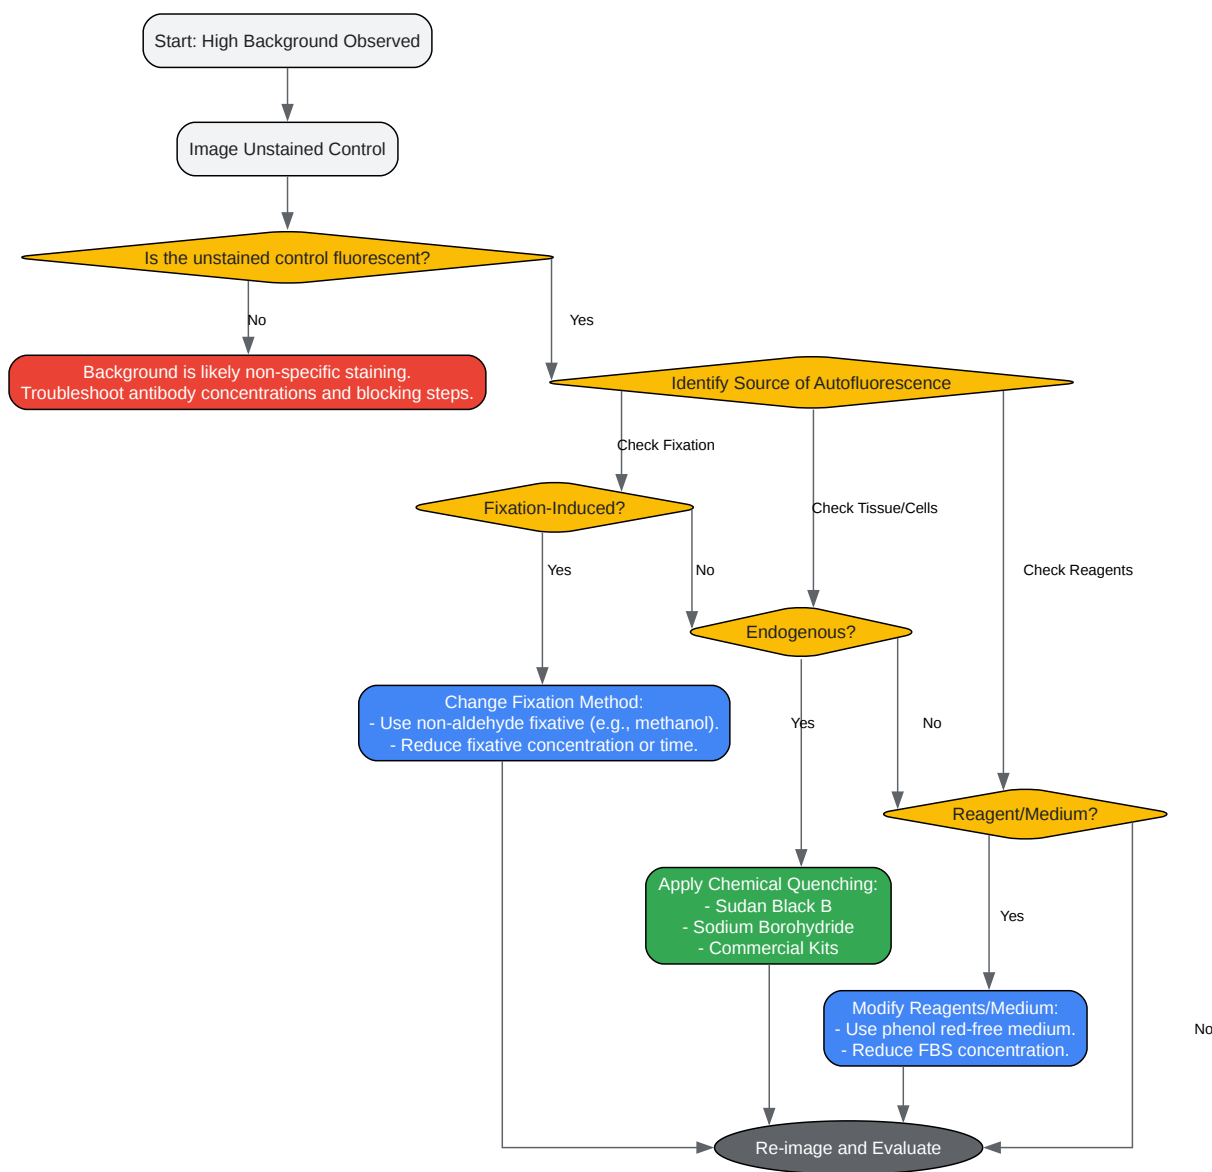 Start: High Background Observed
Image Unstained Control
Is the unstained control fluorescent?
No
Yes
Background is likely non-specific staining.
Troubleshoot antibody concentrations and blocking steps.
Identify Source of Autofluorescence
Check Fixation
Check Tissue/Cells
Check Reagents
Fixation-Induced?
Yes
No
Endogenous?
Change Fixation Method:
- Use non-aldehyde fixative (e.g., methanol).
- Reduce fixative concentration or time.
Yes
No
Reagent/Medium?
Apply Chemical Quenching:
- Sudan Black B
- Sodium Borohydride
- Commercial Kits
Yes
No
Modify Reagents/Medium:
- Use phenol red-free medium.
- Reduce FBS concentration.
Re-image and Evaluate